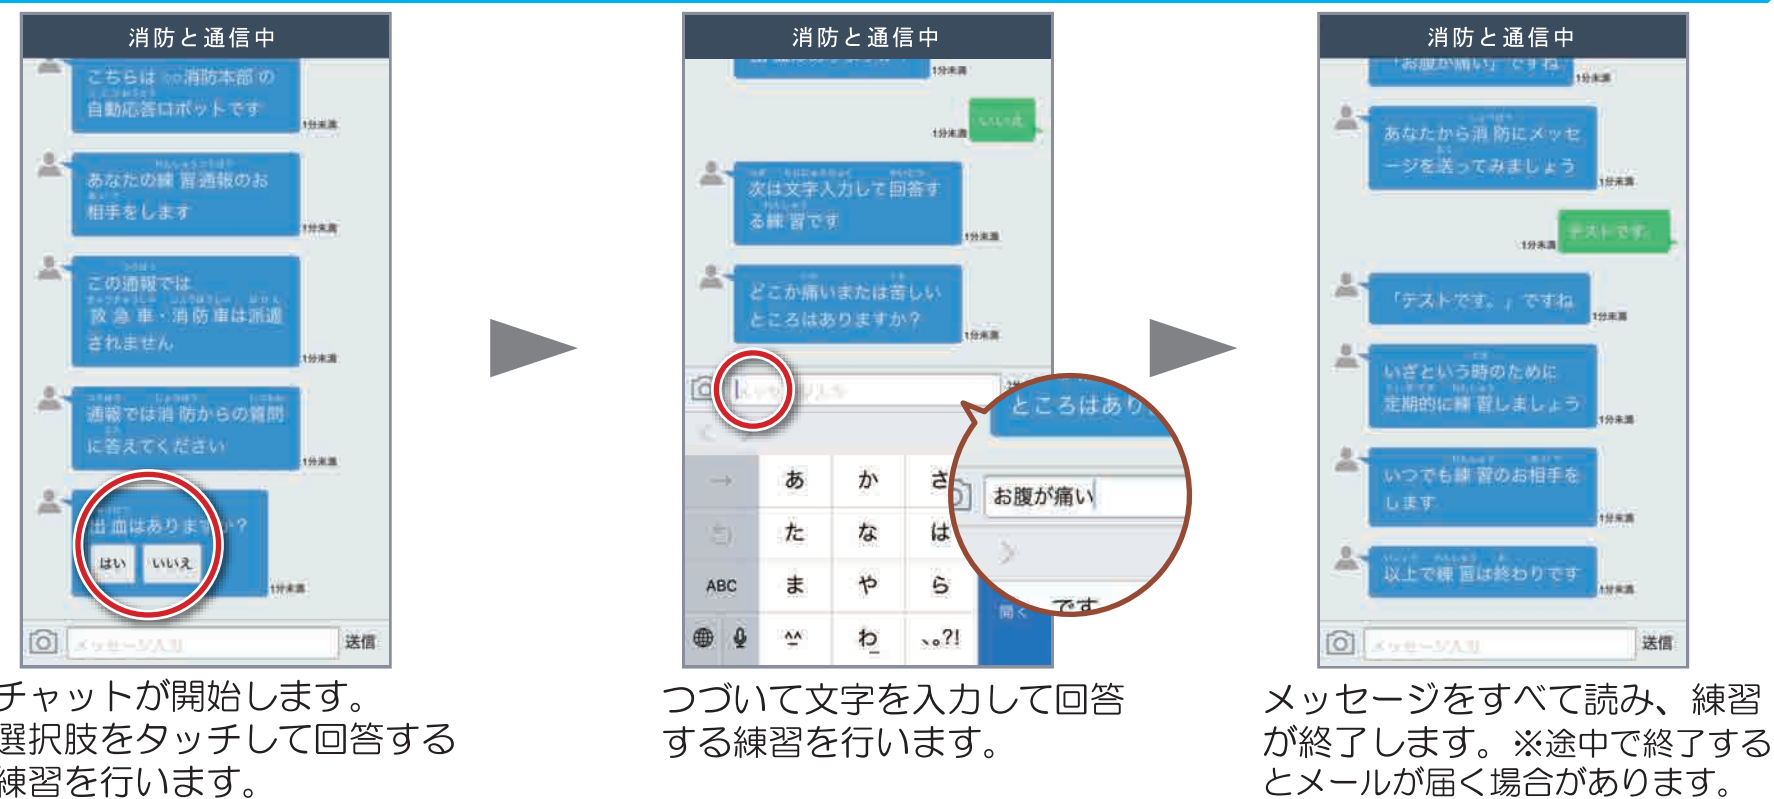 消防と通信中
こちらは ○○消防本部の
自動応答ロボットです
1分未満
あなたの練習通報のお
相手をします
1分未満
この通報では
救急車・消防車は派遣
されません
1分未満
通報では消防からの質問
に答えてください
1分未満
出血はありますか?
はい いいえ
1分未満
メッセージ入力 送信
チャットが開始します。
選択肢をタッチして回答する
練習を行います。
消防と通信中
1分未満
いいえ
1分未満
次は文字入力して回答す
る練習です
1分未満
どこか痛いまたは苦しい
ところはありますか?
1分未満
ところはあり
お腹が痛い
あ か さ
た な は
ABC ま や ら
^^ わ 、。?!
開く です
つづいて文字を入力して回答
する練習を行います。
消防と通信中
「お腹が痛い」ですね
1分未満
あなたから消防にメッセ
ージを送ってみましょう
1分未満
テストです。
1分未満
「テストです。」ですね
1分未満
いざという時のために
定期的に練習しましょう
1分未満
いつでも練習のお相手を
します
1分未満
以上で練習は終わりです
1分未満
メッセージ入力 送信
メッセージをすべて読み、練習
が終了します。※途中で終了する
とメールが届く場合があります。